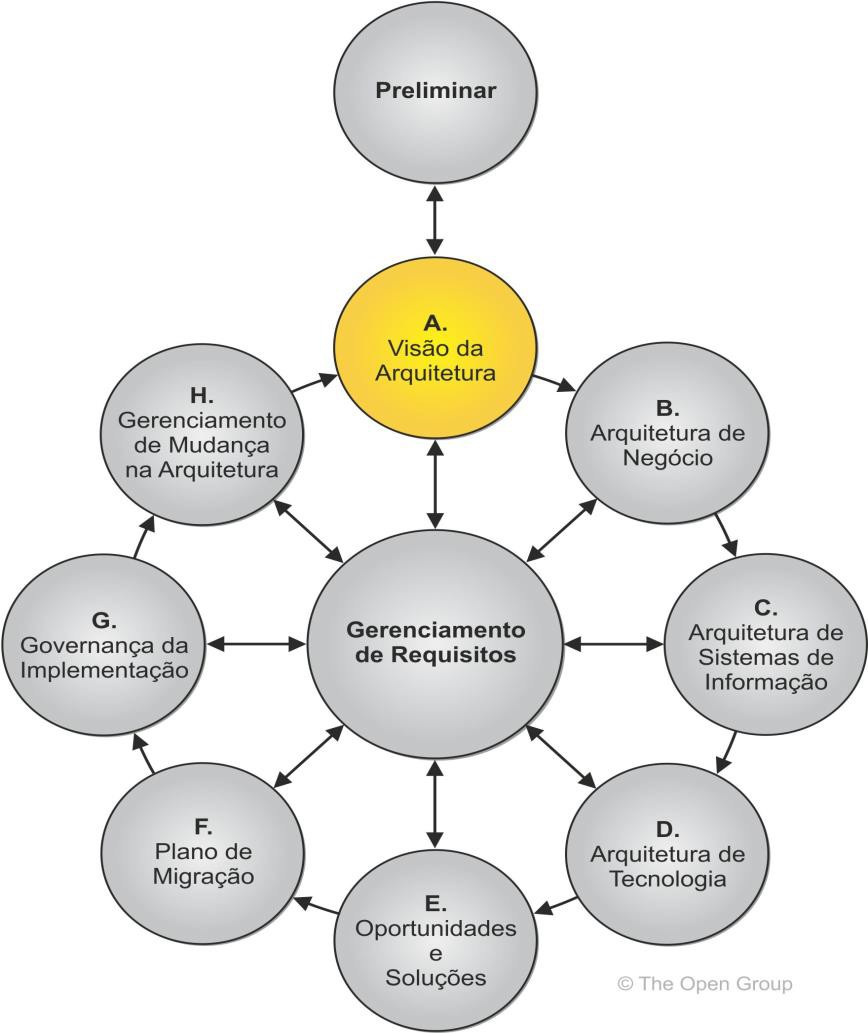 Preliminar
A.
Visão da
Arquitetura
B.
Arquitetura de
Negócio
C.
Arquitetura de
Sistemas de
Informação
D.
Arquitetura de
Tecnologia
E.
Oportunidades
e
Soluções
F.
Plano de
Migração
G.
Governança da
Implementação
H.
Gerenciamento
de Mudança
na Arquitetura
Gerenciamento
de Requisitos
© The Open Group